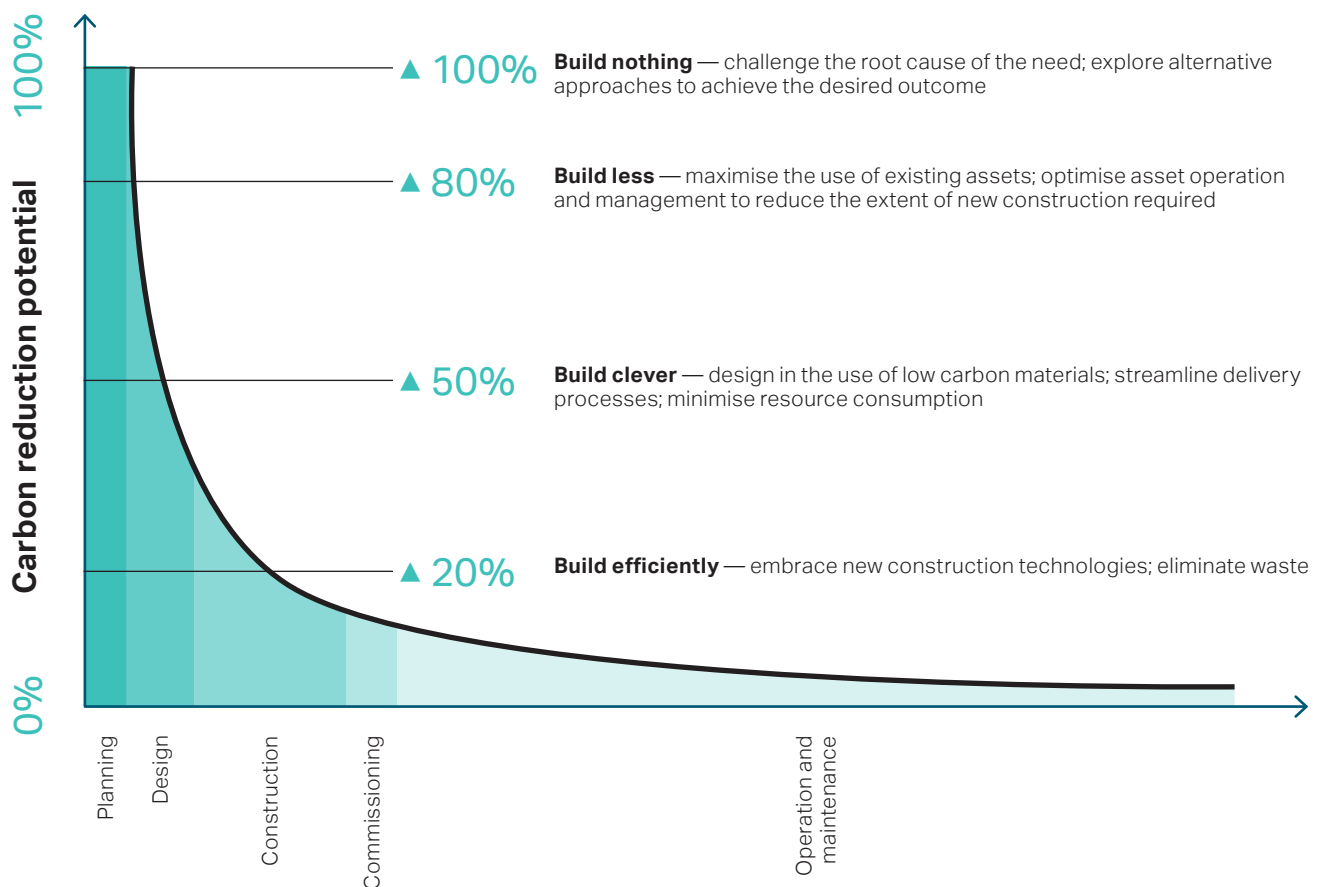 100%
Carbon reduction potential
0%
▲ 100%
Build nothing — challenge the root cause of the need; explore alternative
approaches to achieve the desired outcome
▲ 80%
Build less — maximise the use of existing assets; optimise asset operation
and management to reduce the extent of new construction required
▲ 50%
Build clever — design in the use of low carbon materials; streamline delivery
processes; minimise resource consumption
▲ 20%
Build efficiently — embrace new construction technologies; eliminate waste
Planning
Design
Construction
Commissioning
Operation and
maintenance